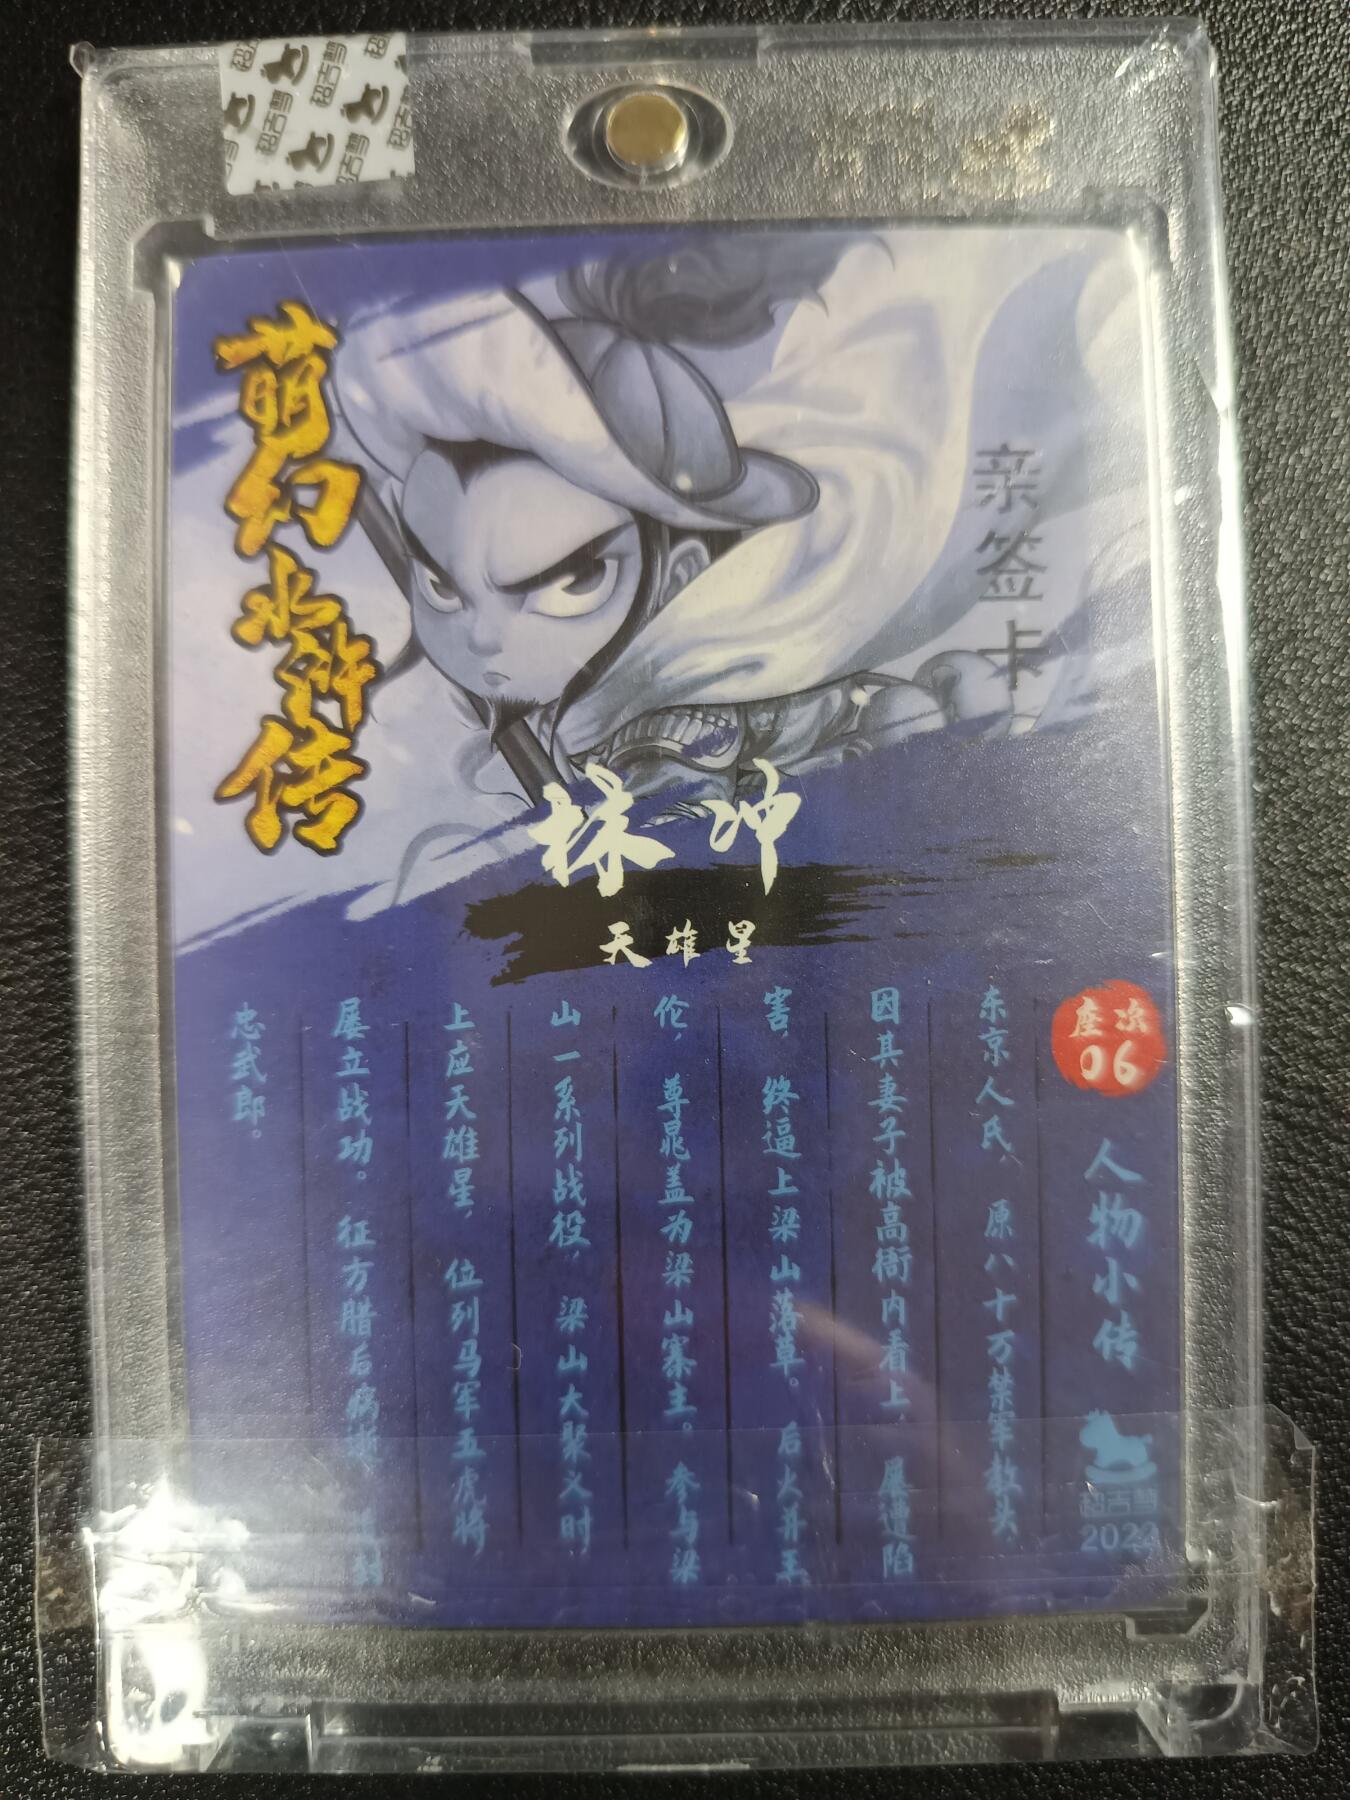 萌幻水浒传
亲签卡
林冲
天雄星
座次
06
人物小传
东京人氏，原八十万禁军教头，
因其妻子被高衙内看上，屡遭陷
害，终逼上梁山落草。后火并王
伦，尊晁盖为梁山寨主。参与梁
山一系列战役，梁山大聚义时，
上应天雄星，位列马军五虎将，
屡立战功。征方腊后病逝，追封
忠武郎。
超吉梦